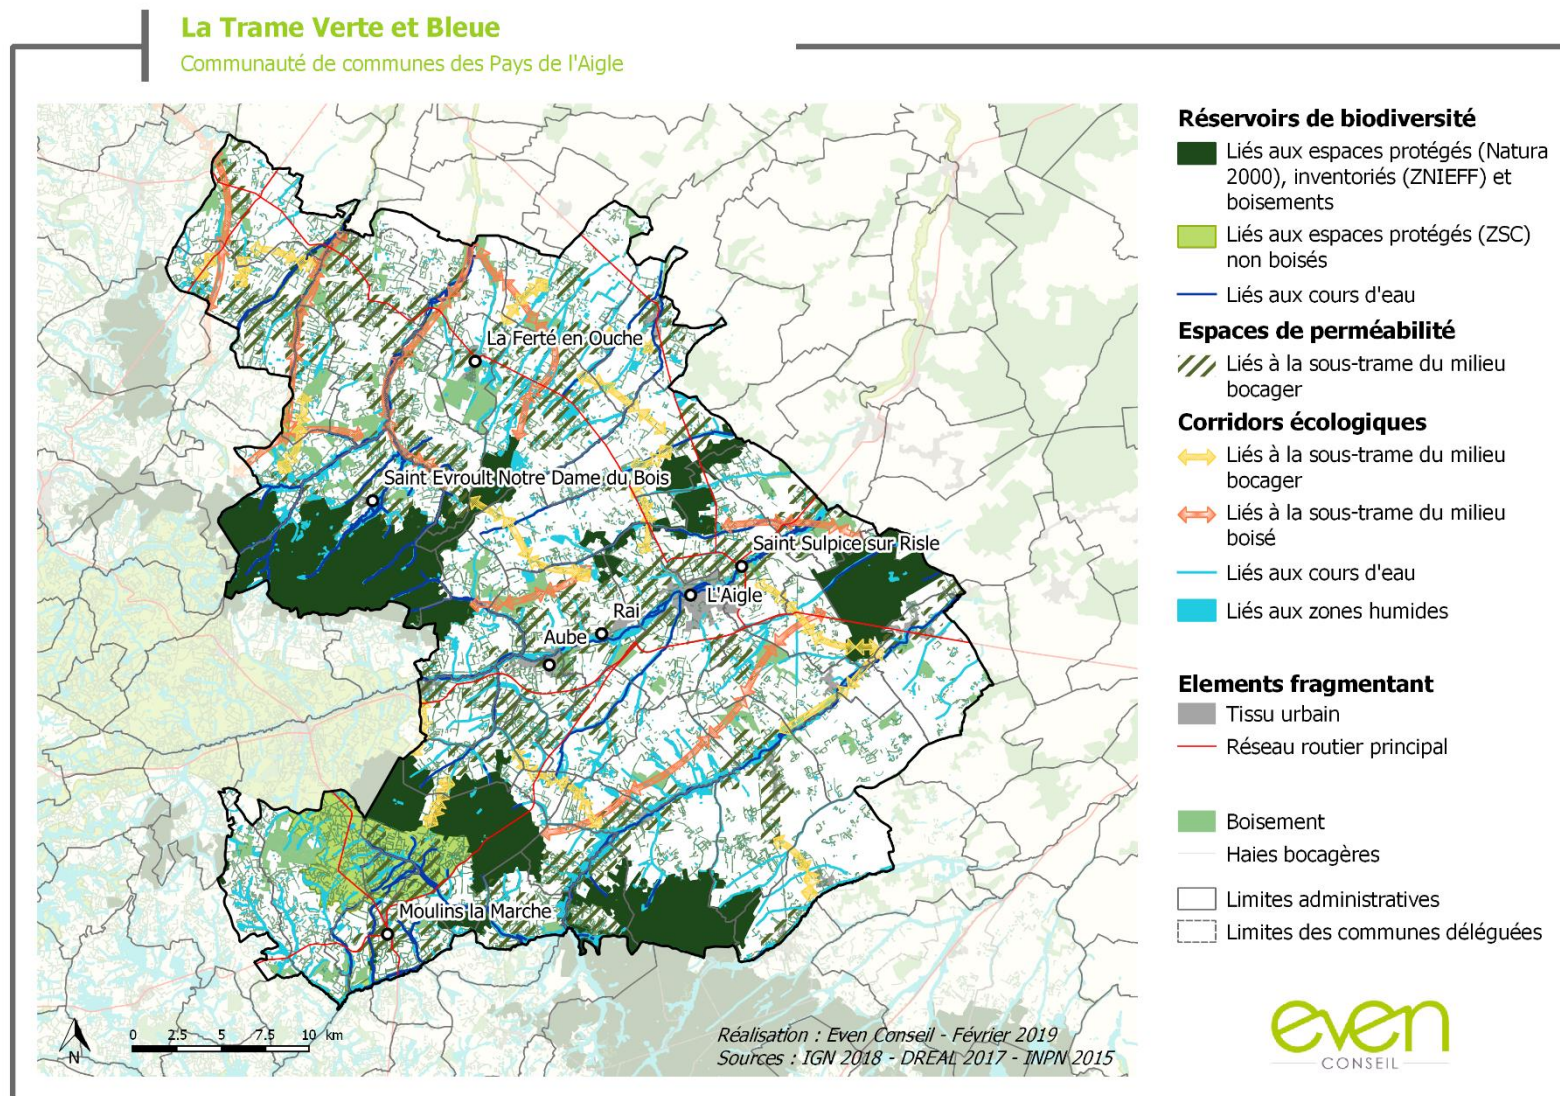 La Trame Verte et Bleue
Communauté de communes des Pays de l'Aigle
La Ferté en Ouche
Saint Evroult Notre Dame du Bois
Saint Sulpice sur Risle
L'Aigle
Rai
Aube
Moulins la Marche
N
0 2.5 5 7.5 10 km
Réalisation : Even Conseil - Février 2019
Sources : IGN 2018 - DREAL 2017 - INPN 2015
Réservoirs de biodiversité
Liés aux espaces protégés (Natura
2000), inventoriés (ZNIEFF) et
boisements
Liés aux espaces protégés (ZSC)
non boisés
Liés aux cours d'eau
Espaces de perméabilité
Liés à la sous-trame du milieu
bocager
Corridors écologiques
Liés à la sous-trame du milieu
bocager
Liés à la sous-trame du milieu
boisé
Liés aux cours d'eau
Liés aux zones humides
Elements fragmentant
Tissu urbain
Réseau routier principal
Boisement
Haies bocagères
Limites administratives
Limites des communes déléguées
even
CONSEIL